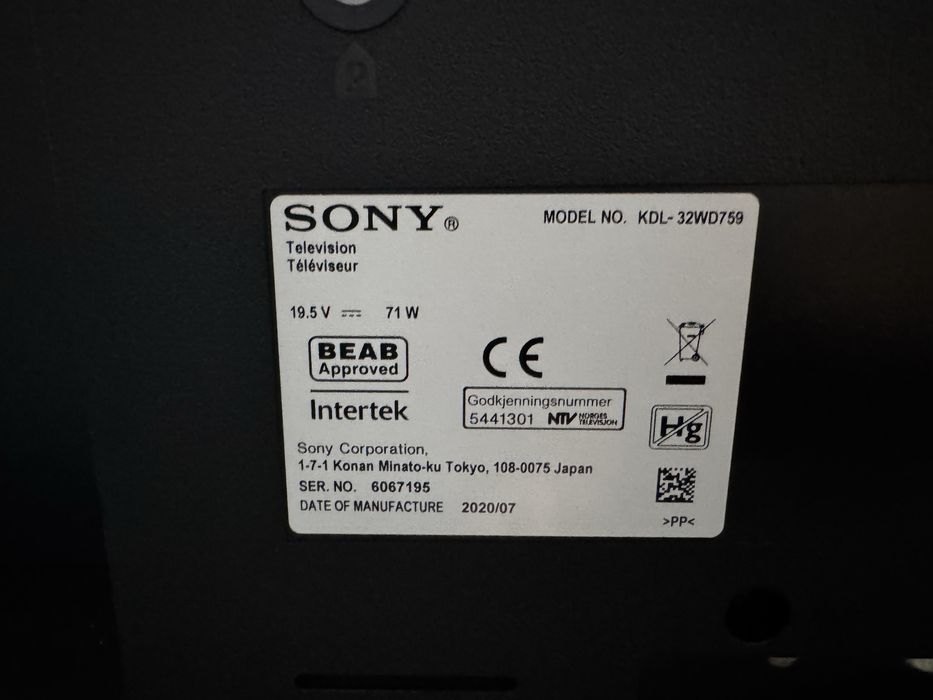 2
SONY®
MODEL NO. KDL-32WD759
Television
Téléviseur
19.5 V ⎓ 71 W
BEAB
Approved
CE
Intertek
Godkjenningsnummer
5441301 NTV NORGES
TELEVISJON
Hg
Sony Corporation,
1-7-1 Konan Minato-ku Tokyo, 108-0075 Japan
SER. NO. 6067195
DATE OF MANUFACTURE 2020/07
>PP<